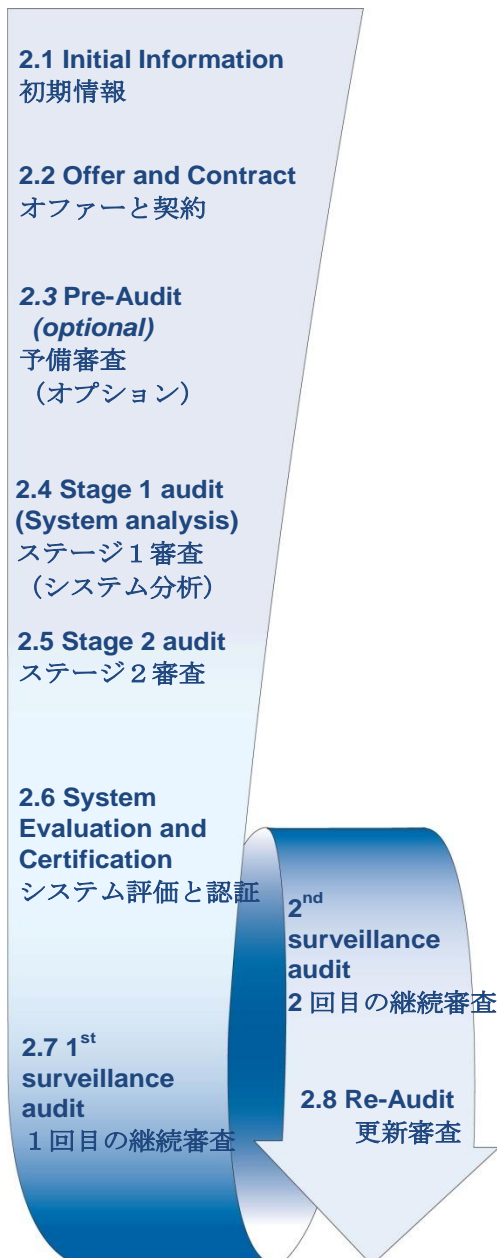 2.1 Initial Information
初期情報
2.2 Offer and Contract
オファーと契約
2.3 Pre-Audit
(optional)
予備審査
（オプション）
2.4 Stage 1 audit
(System analysis)
ステージ１審査
（システム分析）
2.5 Stage 2 audit
ステージ２審査
2.6 System
Evaluation and
Certification
システム評価と認証
2.7 1st
surveillance
audit
１回目の継続審査
2nd
surveillance
audit
2 回目の継続審査
2.8 Re-Audit
更新審査